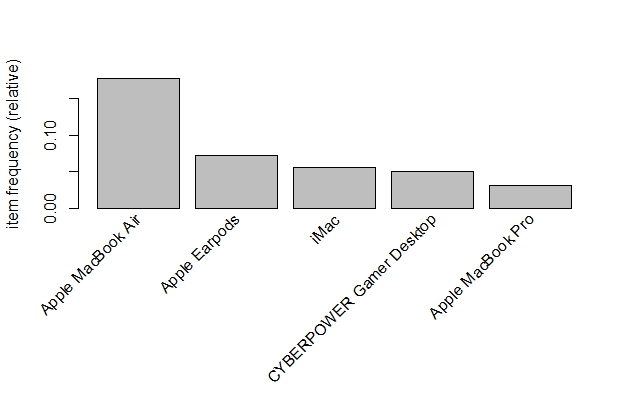 item frequency (relative)
0.00
0.10
Apple MacBook Air
Apple Earpods
iMac
CYBERPOWER Gamer Desktop
Apple MacBook Pro